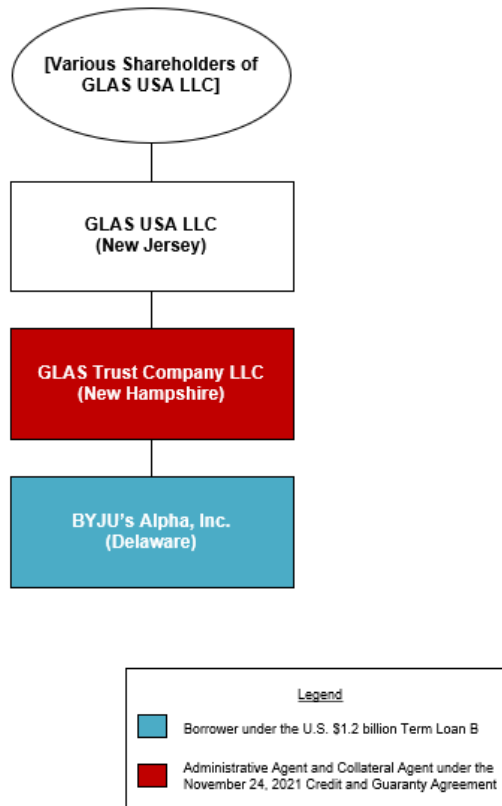 [Various Shareholders of
GLAS USA LLC]
GLAS USA LLC
(New Jersey)
GLAS Trust Company LLC
(New Hampshire)
BYJU's Alpha, Inc.
(Delaware)
Legend
Borrower under the U.S. $1.2 billion Term Loan B
Administrative Agent and Collateral Agent under the
November 24, 2021 Credit and Guaranty Agreement